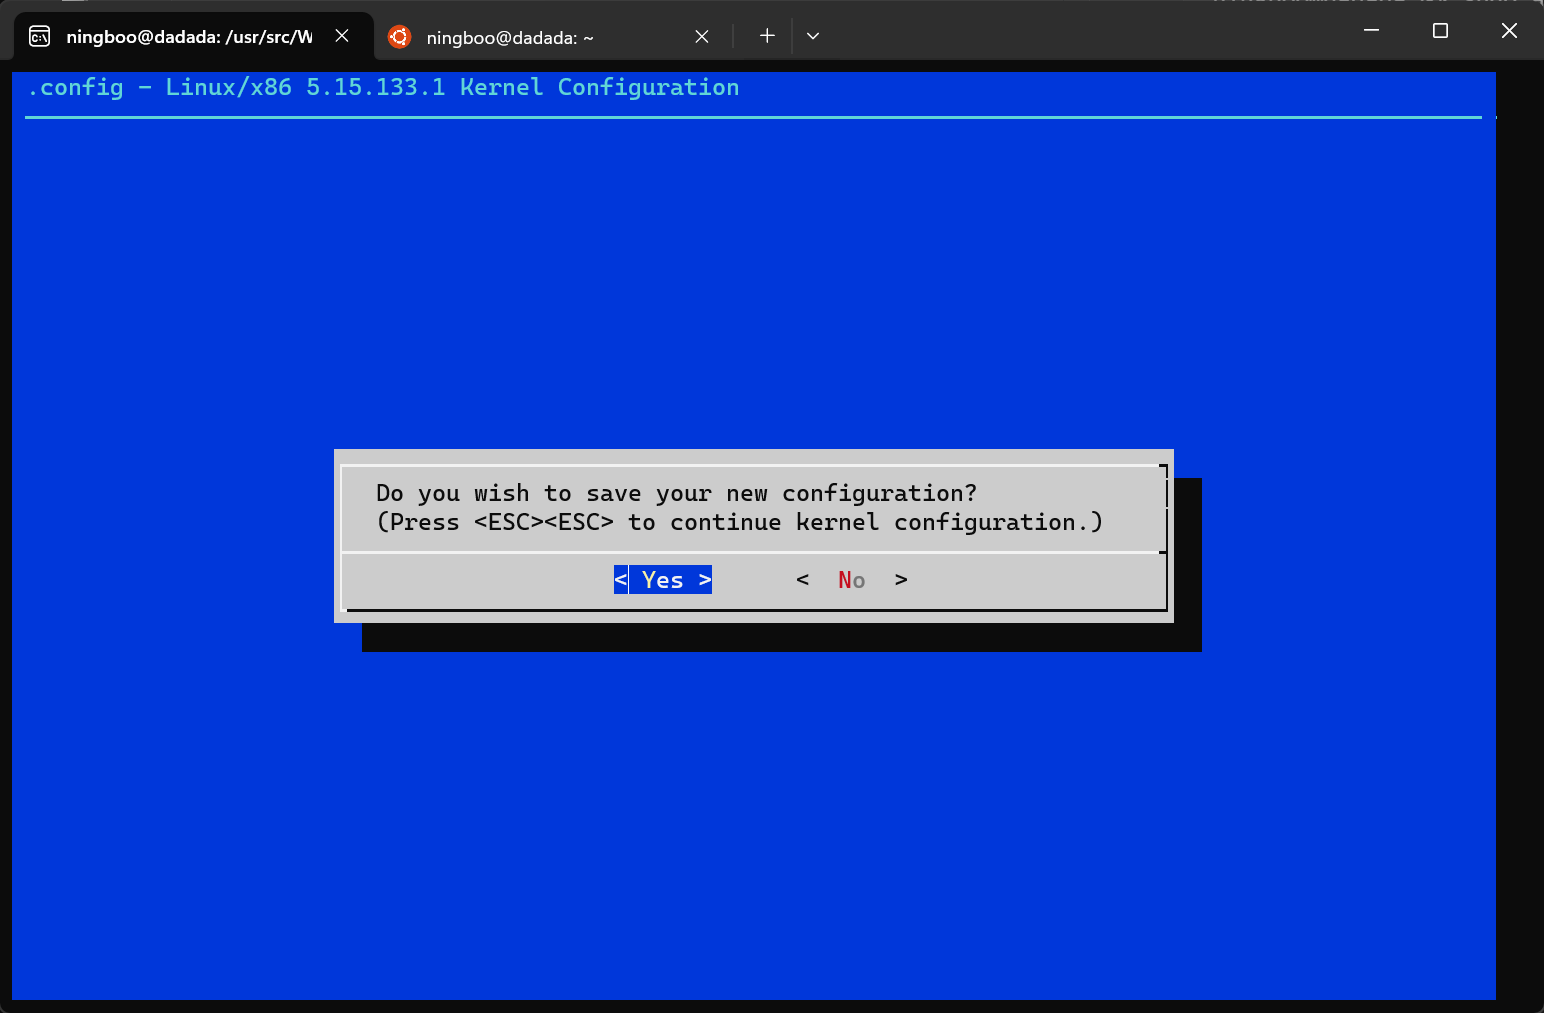 ningboo@dadada: /usr/src/W
ningboo@dadada: ~
.config - Linux/x86 5.15.133.1 Kernel Configuration
Do you wish to save your new configuration?
(Press <ESC><ESC> to continue kernel configuration.)
< Yes > < No >